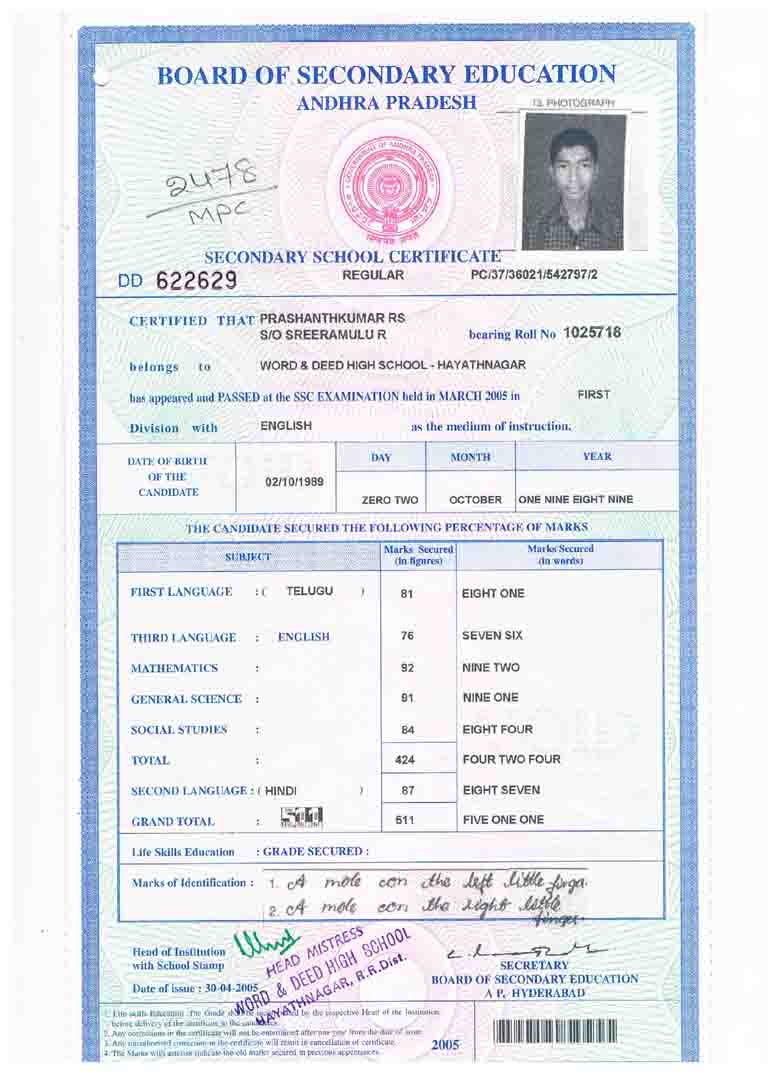 BOARD OF SECONDARY EDUCATION
ANDHRA PRADESH
13. PHOTOGRAPH
2478
MPC
SECONDARY SCHOOL CERTIFICATE
DD 622629
REGULAR
PC/37/36021/542797/2
CERTIFIED THAT PRASHANTHKUMAR RS
S/O SREERAMULU R
bearing Roll No 1025718
belongs to WORD & DEED HIGH SCHOOL - HAYATHNAGAR
has appeared and PASSED at the SSC EXAMINATION held in MARCH 2005 in FIRST
Division with ENGLISH as the medium of instruction.
DATE OF BIRTH
OF THE
CANDIDATE
02/10/1989
DAY MONTH YEAR
ZERO TWO OCTOBER ONE NINE EIGHT NINE
THE CANDIDATE SECURED THE FOLLOWING PERCENTAGE OF MARKS
SUBJECT
Marks Secured
(in figures)
Marks Secured
(in words)
FIRST LANGUAGE : ( TELUGU ) 81 EIGHT ONE
THIRD LANGUAGE : ENGLISH 76 SEVEN SIX
MATHEMATICS : 92 NINE TWO
GENERAL SCIENCE : 91 NINE ONE
SOCIAL STUDIES : 84 EIGHT FOUR
TOTAL : 424 FOUR TWO FOUR
SECOND LANGUAGE : ( HINDI ) 87 EIGHT SEVEN
GRAND TOTAL : 511 511 FIVE ONE ONE
Life Skills Education : GRADE SECURED :
Marks of Identification : 1. A mole on the left little finger.
2. A mole on the right little
finger.
Head of Institution
with School Stamp
HEAD MISTRESS
WORD & DEED HIGH SCHOOL
HAYATHNAGAR, R.R.Dist.
Date of issue : 30-04-2005
SECRETARY
BOARD OF SECONDARY EDUCATION
A P., HYDERABAD
1. Life skills Education : The Grade by the respective Head of the Institution
before delivery of the certificate to the
2. Any corrections in the certificate will not be entertained after one year from the date of issue.
3. Any unauthorised correction in the certificate will result in cancellation of certificate.
4. The Marks with asterisk indicate the old marks secured in previous appearances.
2005